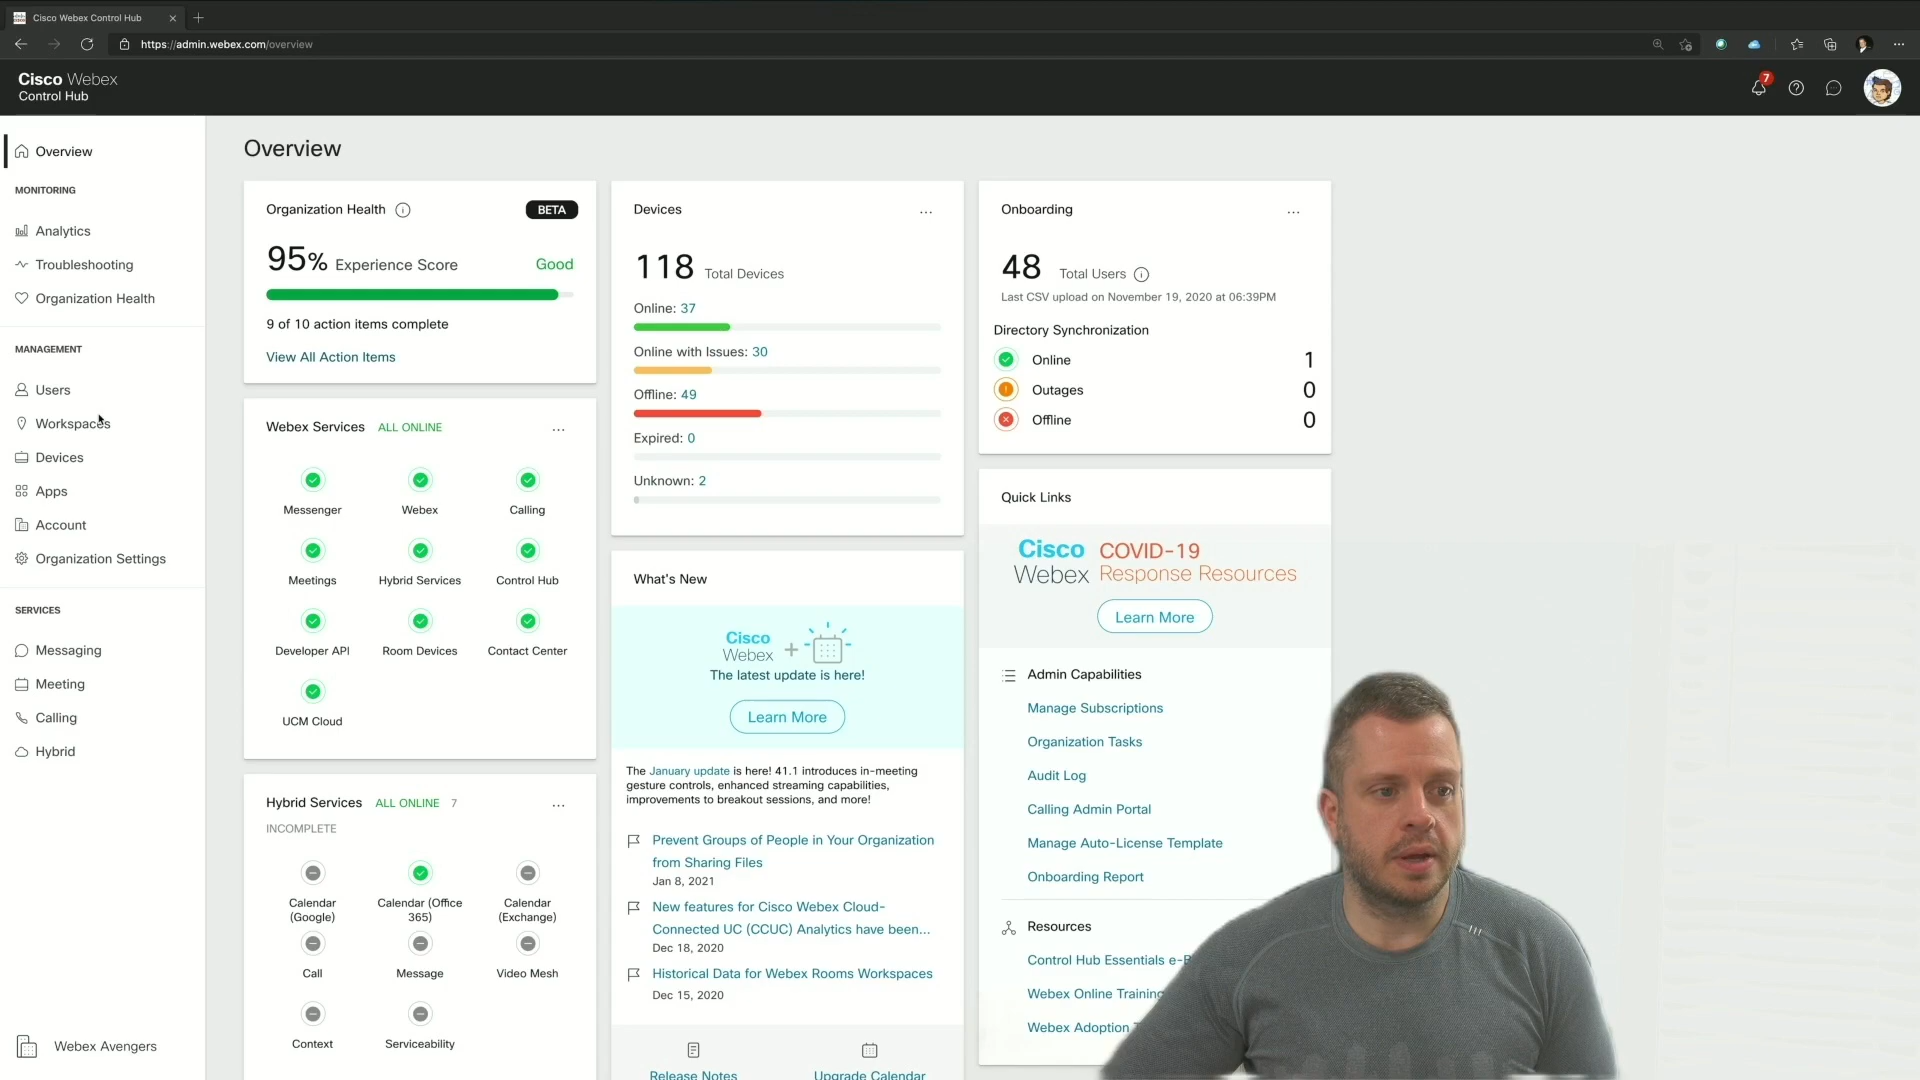 Cisco Webex Control Hub
https://admin.webex.com/overview
Cisco Webex
Control Hub
7
Overview
MONITORING
Analytics
Troubleshooting
Organization Health
MANAGEMENT
Users
Workspaces
Devices
Apps
Account
Organization Settings
SERVICES
Messaging
Meeting
Calling
Hybrid
Webex Avengers
Overview
Organization Health
BETA
95% Experience Score
Good
9 of 10 action items complete
View All Action Items
Webex Services ALL ONLINE
Messenger
Webex
Calling
Meetings
Hybrid Services
Control Hub
Developer API
Room Devices
Contact Center
UCM Cloud
Hybrid Services ALL ONLINE 7
INCOMPLETE
Calendar
(Google)
Calendar (Office
365)
Calendar
(Exchange)
Call
Message
Video Mesh
Context
Serviceability
Devices
118 Total Devices
Online: 37
Online with Issues: 30
Offline: 49
Expired: 0
Unknown: 2
What's New
Cisco
Webex +
The latest update is here!
Learn More
The January update is here! 41.1 introduces in-meeting
gesture controls, enhanced streaming capabilities,
improvements to breakout sessions, and more!
Prevent Groups of People in Your Organization
from Sharing Files
Jan 8, 2021
New features for Cisco Webex Cloud-
Connected UC (CCUC) Analytics have been...
Dec 18, 2020
Historical Data for Webex Rooms Workspaces
Dec 15, 2020
Release Notes
Upgrade Calendar
Onboarding
48 Total Users
Last CSV upload on November 19, 2020 at 06:39PM
Directory Synchronization
Online 1
Outages 0
Offline 0
Quick Links
Cisco COVID-19
Webex Response Resources
Learn More
Admin Capabilities
Manage Subscriptions
Organization Tasks
Audit Log
Calling Admin Portal
Manage Auto-License Template
Onboarding Report
Resources
Control Hub Essentials
Webex Online Training
Webex Adoption